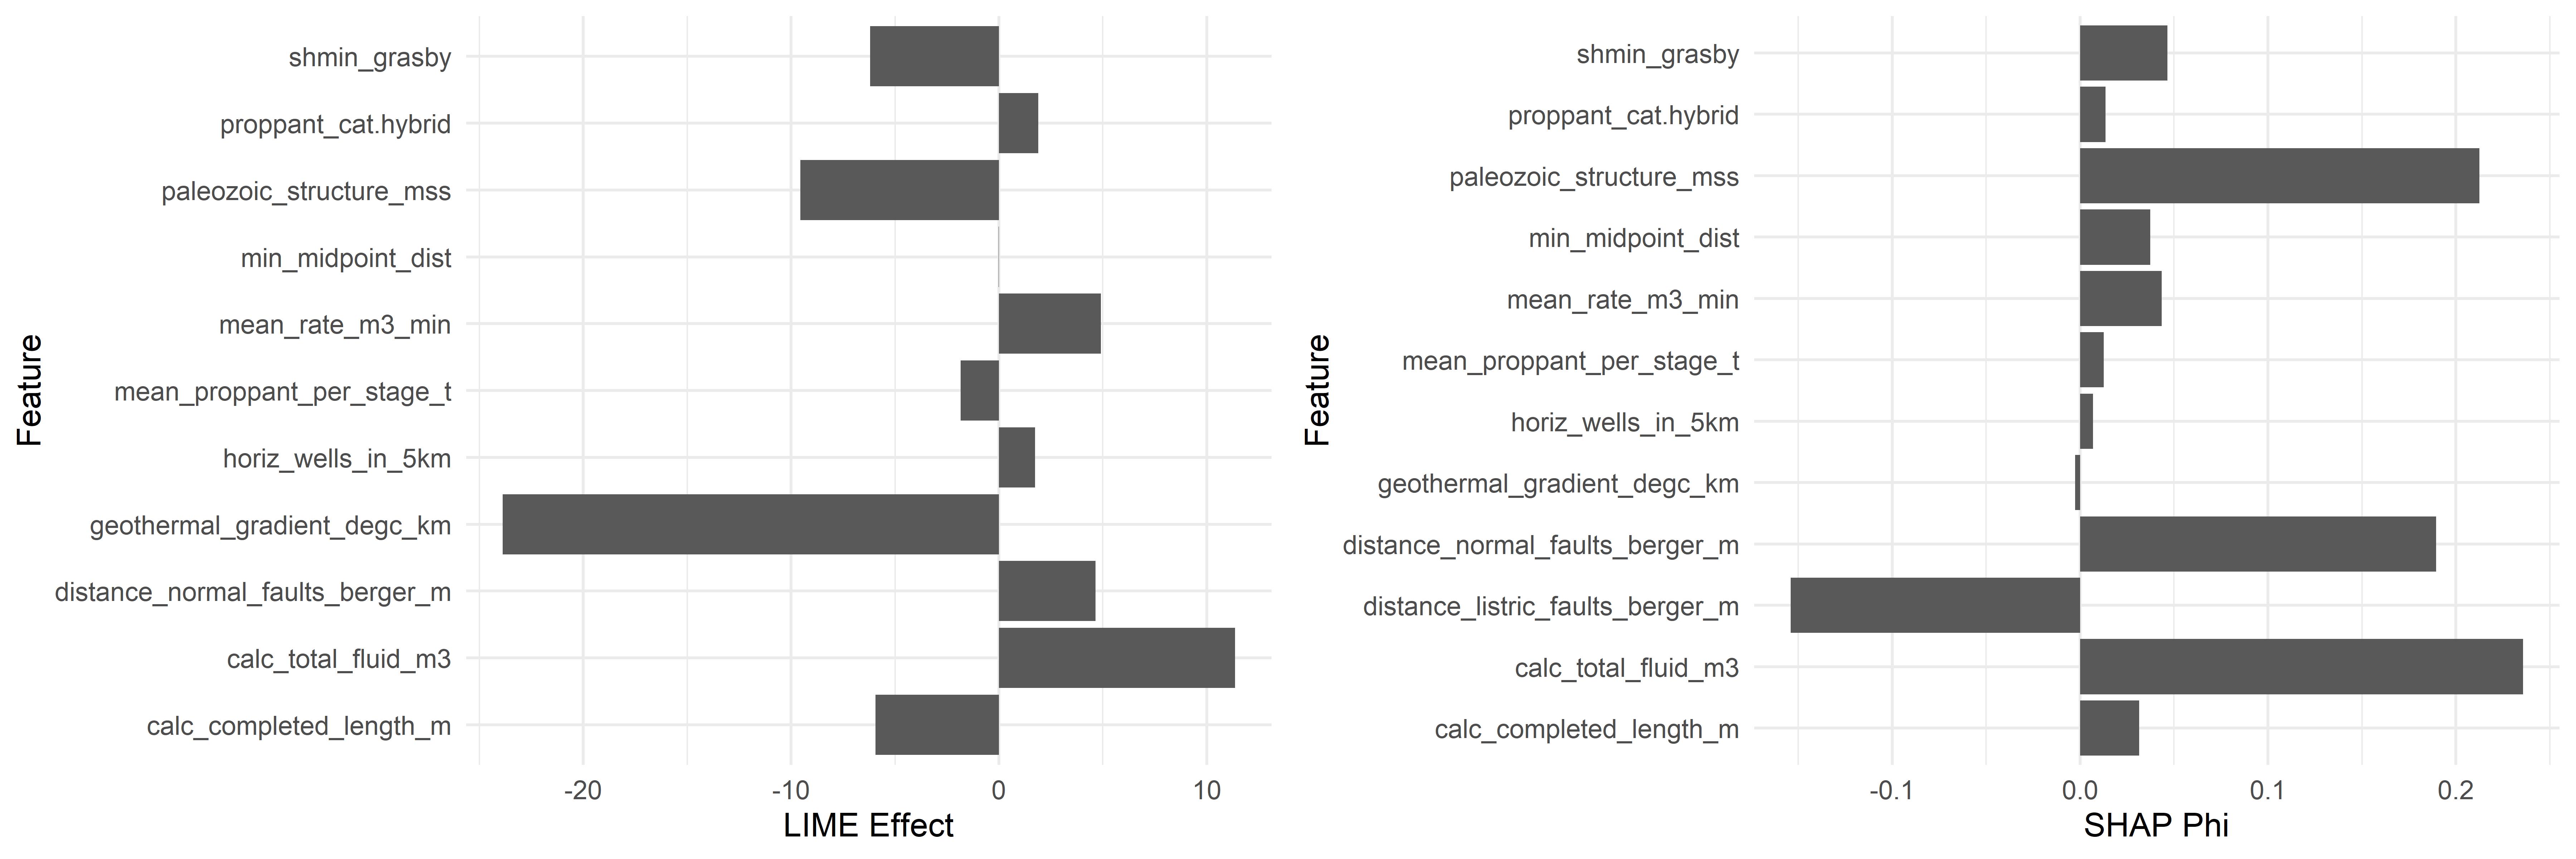 Feature
shmin_grasby
proppant_cat.hybrid
paleozoic_structure_mss
min_midpoint_dist
mean_rate_m3_min
mean_proppant_per_stage_t
horiz_wells_in_5km
geothermal_gradient_degc_km
distance_normal_faults_berger_m
calc_total_fluid_m3
calc_completed_length_m
-20 -10 0 10
LIME Effect
Feature
shmin_grasby
proppant_cat.hybrid
paleozoic_structure_mss
min_midpoint_dist
mean_rate_m3_min
mean_proppant_per_stage_t
horiz_wells_in_5km
geothermal_gradient_degc_km
distance_normal_faults_berger_m
distance_listric_faults_berger_m
calc_total_fluid_m3
calc_completed_length_m
-0.1 0.0 0.1 0.2
SHAP Phi